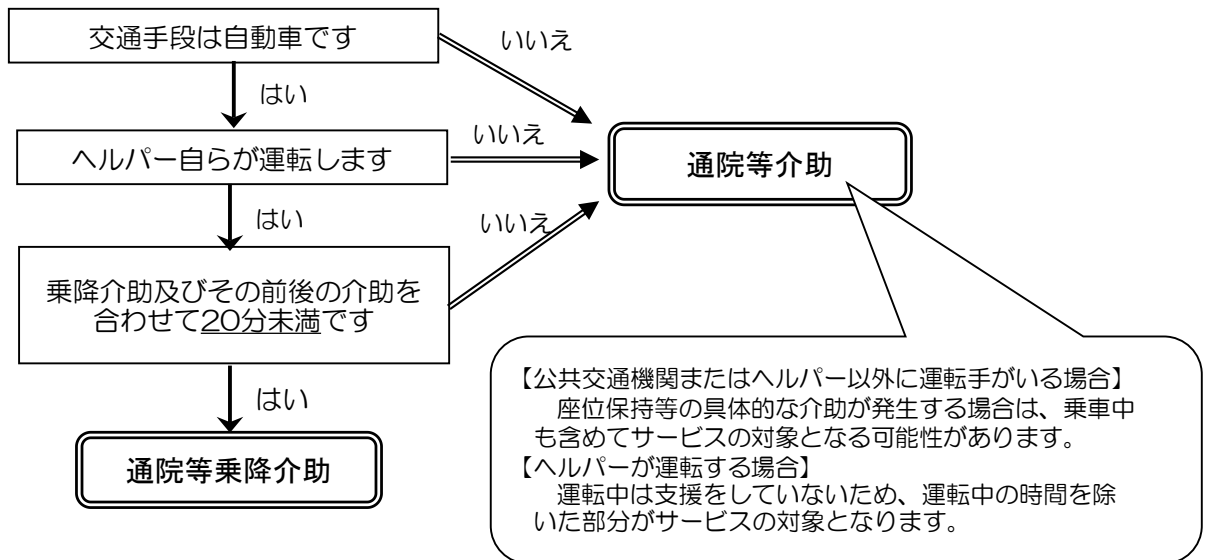 交通手段は自動車です
いいえ
はい
ヘルパー自らが運転します
いいえ
通院等介助
はい
いいえ
乗降介助及びその前後の介助を
合わせて20分未満です
はい
通院等乗降介助
【公共交通機関またはヘルパー以外に運転手がいる場合】
座位保持等の具体的な介助が発生する場合は、乗車中
も含めてサービスの対象となる可能性があります。
【ヘルパーが運転する場合】
運転中は支援をしていないため、運転中の時間を除
いた部分がサービスの対象となります。